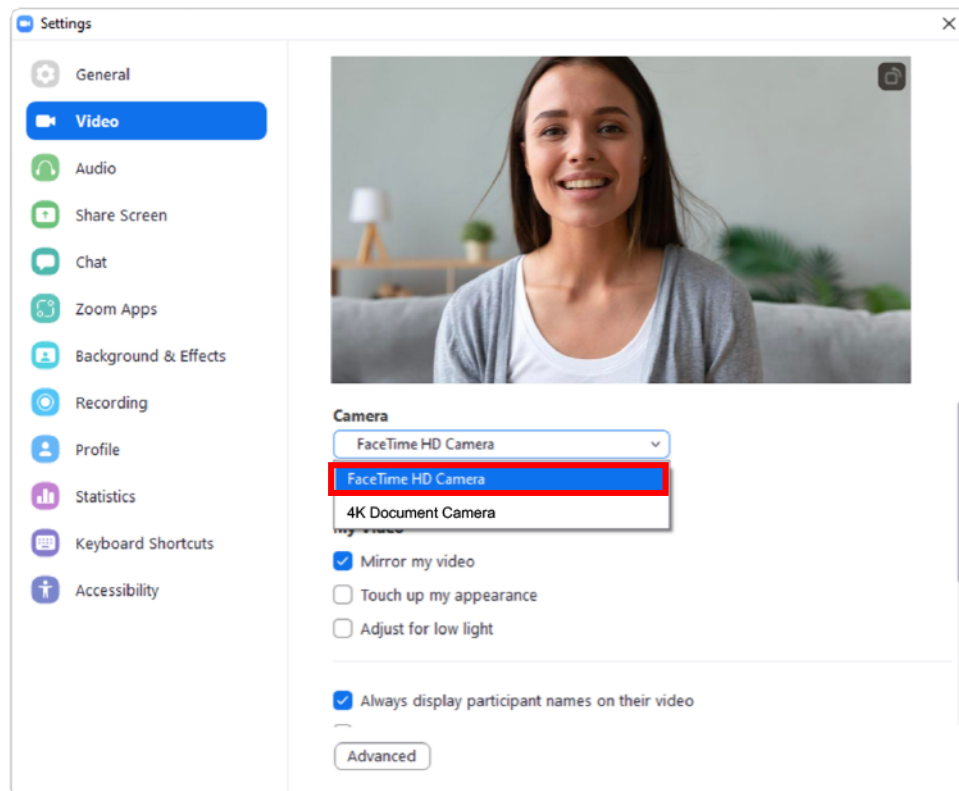 Settings
General
Video
Audio
Share Screen
Chat
Zoom Apps
Background & Effects
Recording
Profile
Statistics
Keyboard Shortcuts
Accessibility
Camera
FaceTime HD Camera
FaceTime HD Camera
4K Document Camera
My Video
Mirror my video
Touch up my appearance
Adjust for low light
Always display participant names on their video
Advanced